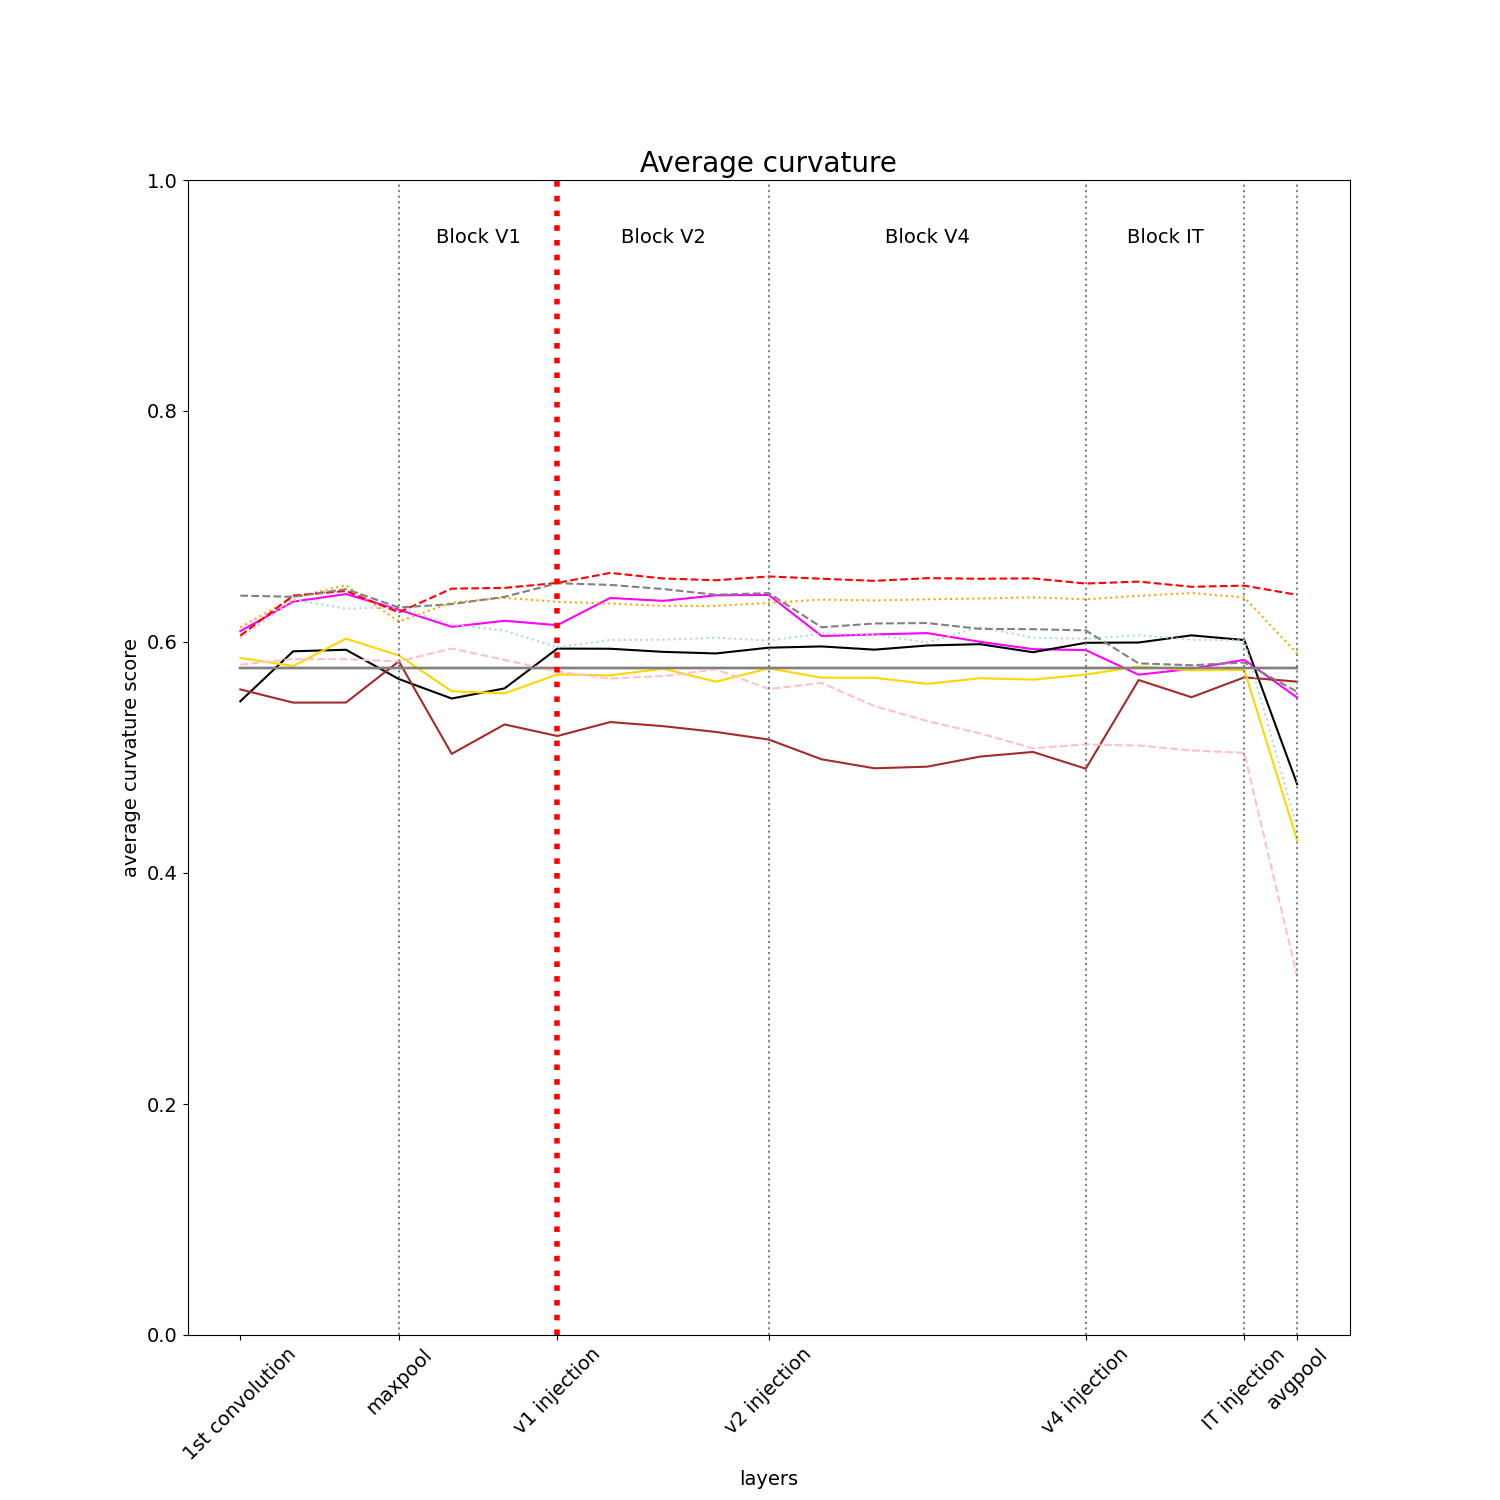 Average curvature
1.0
Block V1
Block V2
Block V4
Block IT
0.8
0.6
average curvature score
0.4
0.2
0.0
1st convolution
maxpool
v1 injection
v2 injection
v4 injection
IT injection
avgpool
layers